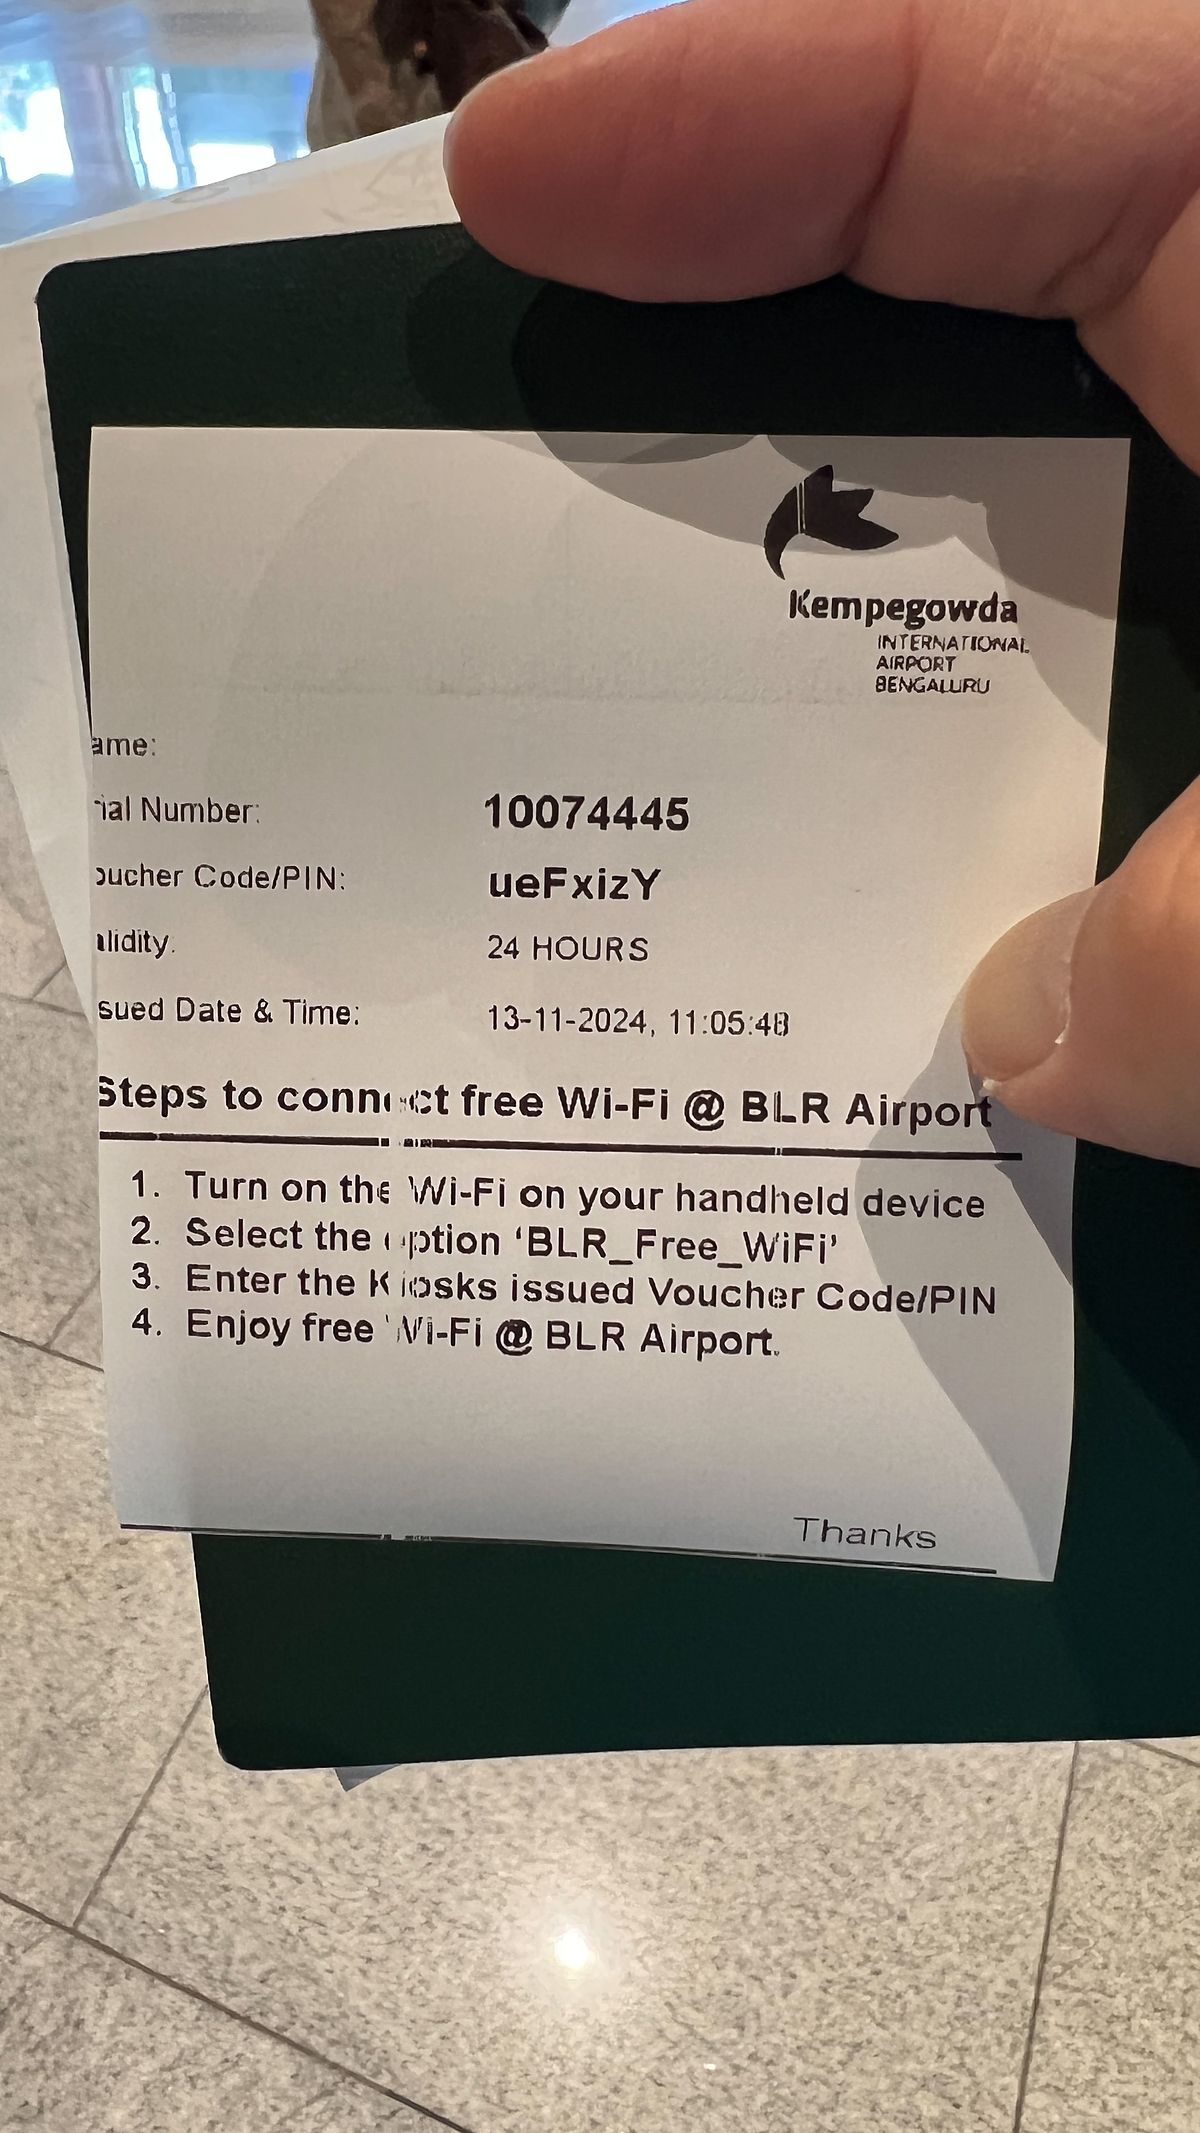 Kempegowda
INTERNATIONAL
AIRPORT
BENGALURU
ame:
rial Number: 10074445
oucher Code/PIN: ueFxizY
alidity: 24 HOURS
sued Date & Time: 13-11-2024, 11:05:48
Steps to connect free Wi-Fi @ BLR Airport
1. Turn on the Wi-Fi on your handheld device
2. Select the option ‘BLR_Free_WiFi’
3. Enter the Kiosks issued Voucher Code/PIN
4. Enjoy free Wi-Fi @ BLR Airport.
Thanks